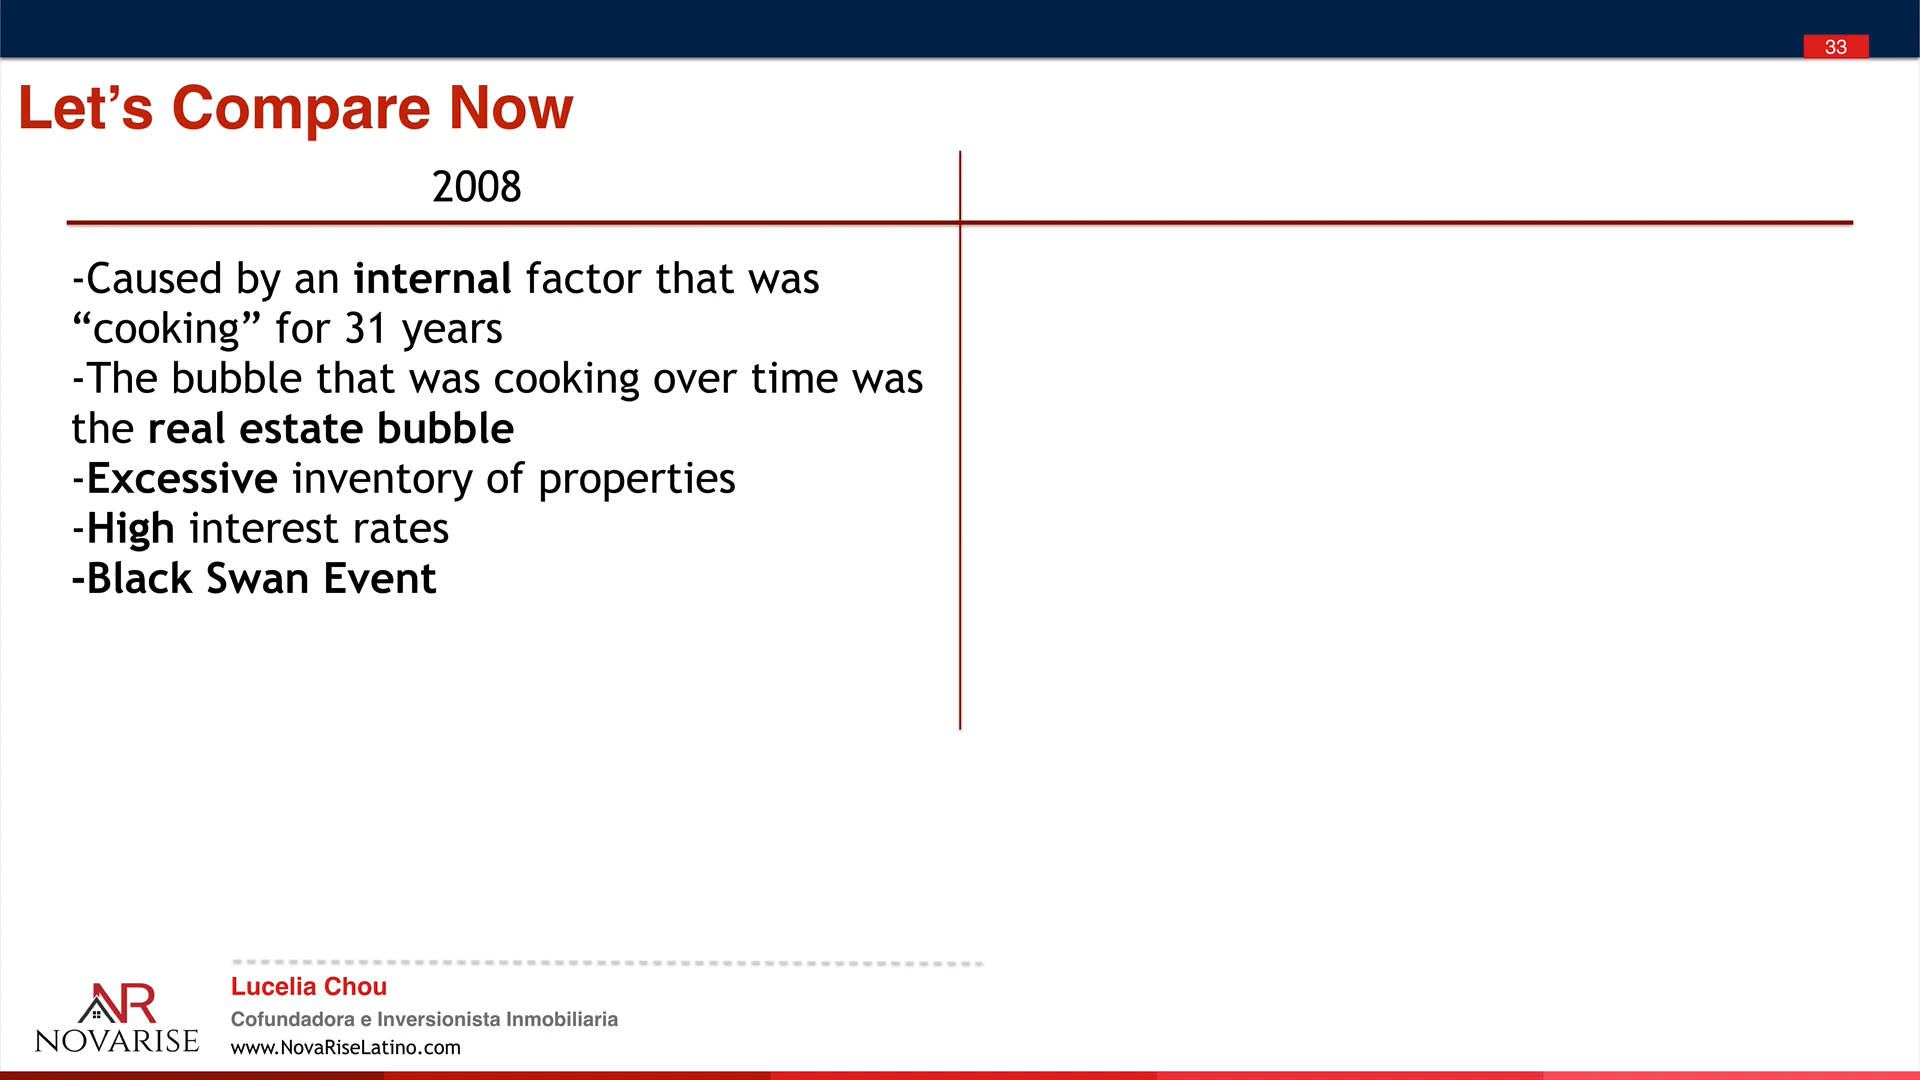 33
Let’s Compare Now
2008
-Caused by an internal factor that was
“cooking” for 31 years
-The bubble that was cooking over time was
the real estate bubble
-Excessive inventory of properties
-High interest rates
-Black Swan Event
NR
NOVARISE
Lucelia Chou
Cofundadora e Inversionista Inmobiliaria
www.NovaRiseLatino.com